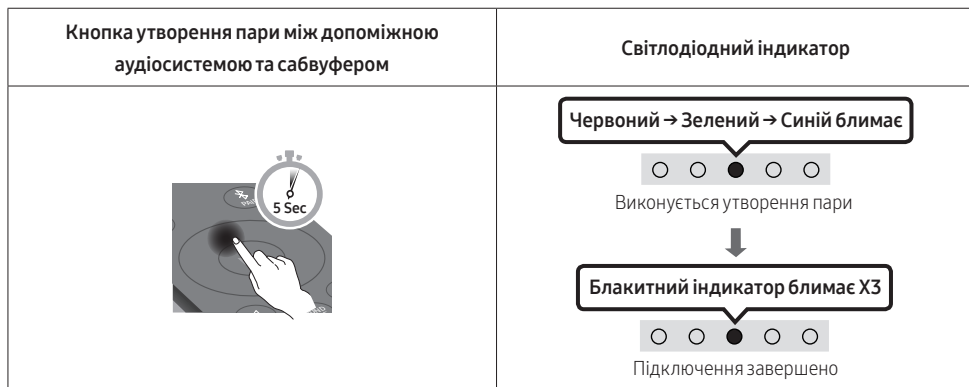 Кнопка утворення пари між допоміжною
аудіосистемою та сабвуфером
Світлодіодний індикатор
5 Sec
Червоний → Зелений → Синій блимає
Виконується утворення пари
Блакитний індикатор блимає X3
Підключення завершено